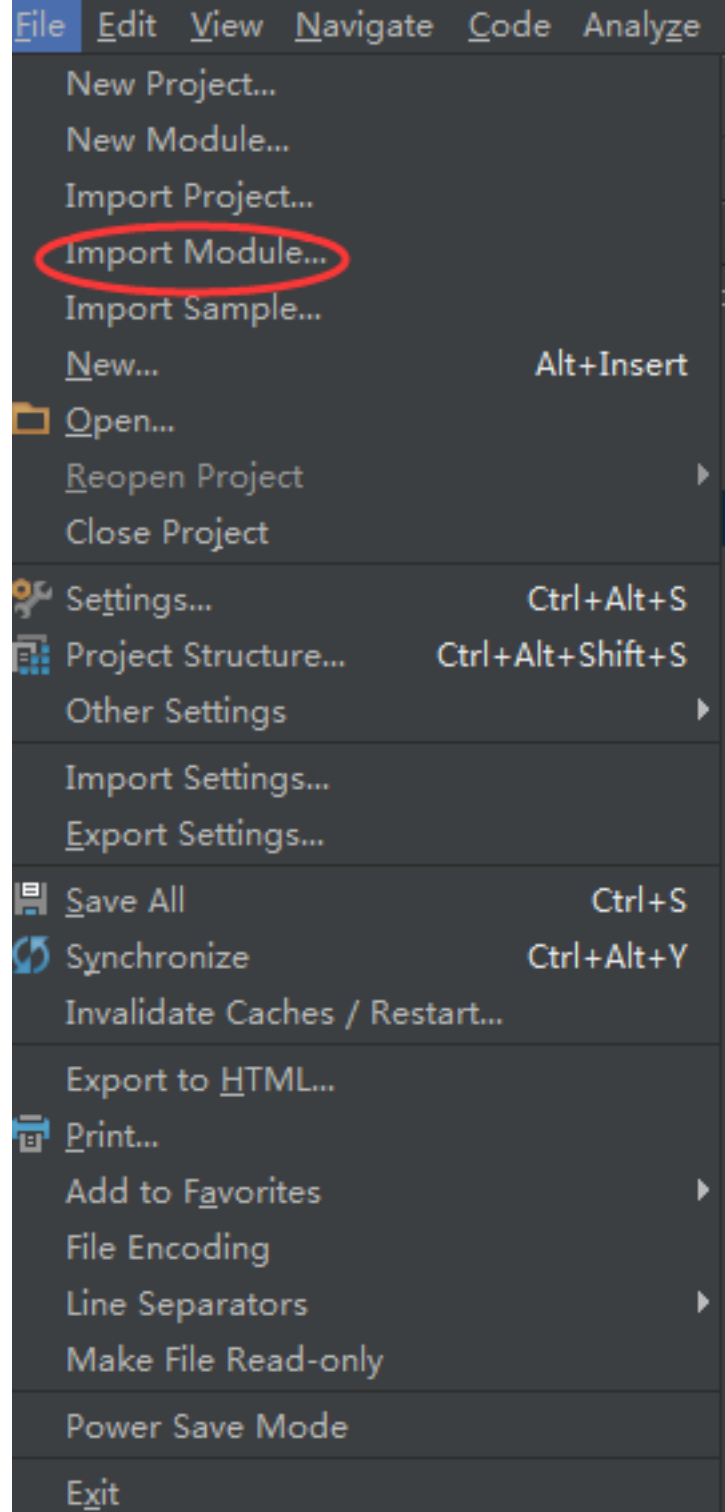 File Edit View Navigate Code Analyze
New Project...
New Module...
Import Project...
Import Module...
Import Sample...
New... Alt+Insert
Open...
Reopen Project
Close Project
Settings... Ctrl+Alt+S
Project Structure... Ctrl+Alt+Shift+S
Other Settings
Import Settings...
Export Settings...
Save All Ctrl+S
Synchronize Ctrl+Alt+Y
Invalidate Caches / Restart...
Export to HTML...
Print...
Add to Favorites
File Encoding
Line Separators
Make File Read-only
Power Save Mode
Exit